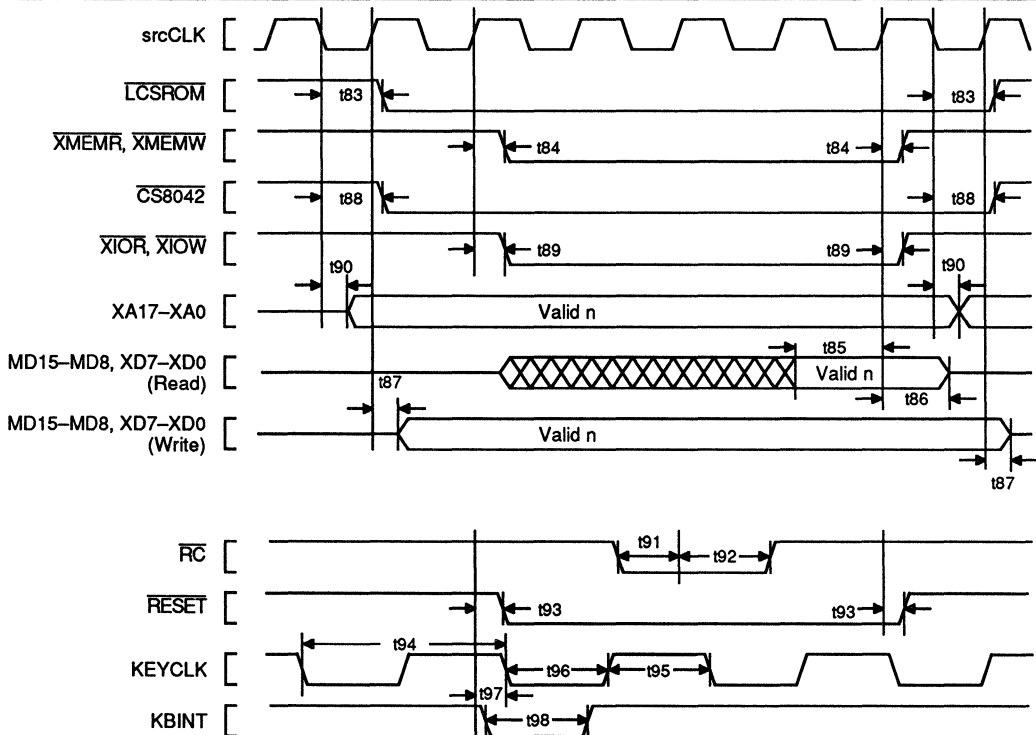 srcCLK
LCSROM
t83
t83
XMEMR, XMEMW
t84
t84
CS8042
t88
t88
XIOR, XIOW
t89
t89
t90
t90
XA17–XA0
Valid n
MD15–MD8, XD7–XD0
(Read)
t85
Valid n
t87
t86
MD15–MD8, XD7–XD0
(Write)
Valid n
t87
RC
t91
t92
RESET
t93
t93
t94
KEYCLK
t96
t95
t97
KBINT
t98